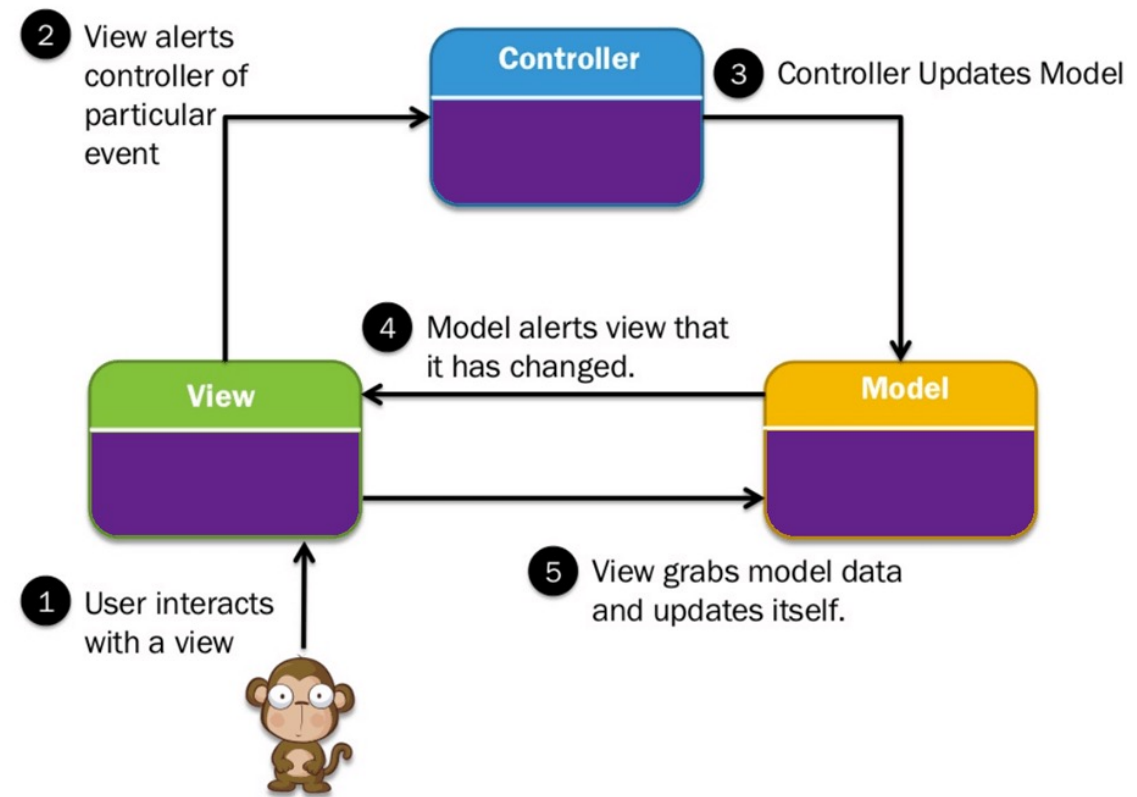 2 View alerts
controller of
particular
event
Controller
3 Controller Updates Model
4 Model alerts view that
it has changed.
View
Model
5 View grabs model data
and updates itself.
1 User interacts
with a view